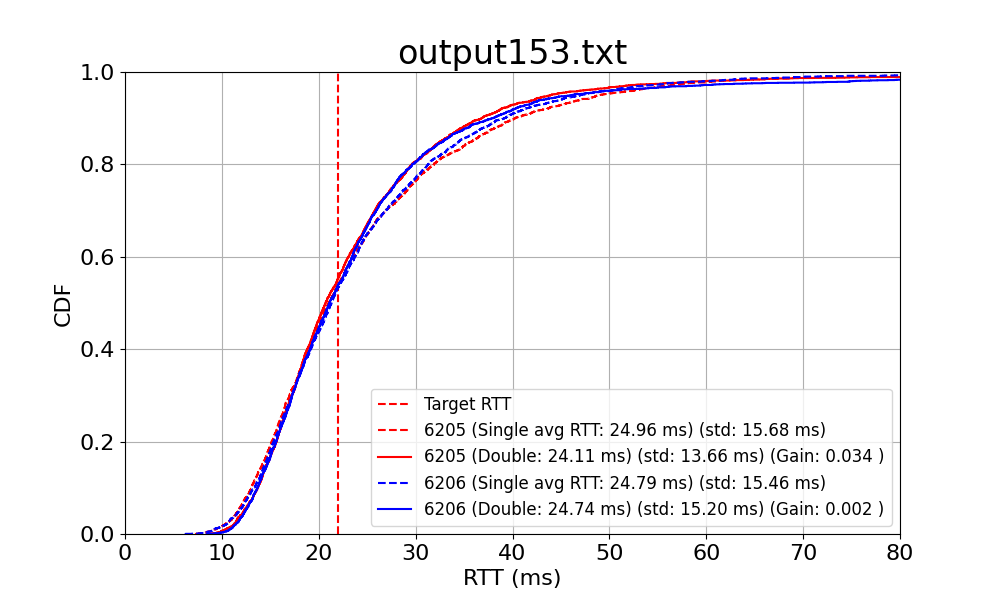 output153.txt
1.0
0.8
0.6
0.4
0.2
0.0
CDF
0 10 20 30 40 50 60 70 80
RTT (ms)
Target RTT
6205 (Single avg RTT: 24.96 ms) (std: 15.68 ms)
6205 (Double: 24.11 ms) (std: 13.66 ms) (Gain: 0.034 )
6206 (Single avg RTT: 24.79 ms) (std: 15.46 ms)
6206 (Double: 24.74 ms) (std: 15.20 ms) (Gain: 0.002 )